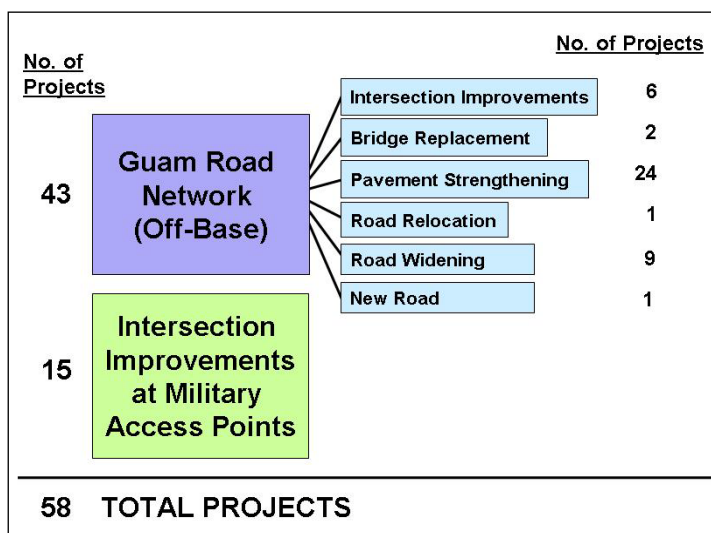 No. of Projects
No. of
Projects
Intersection Improvements 6
Bridge Replacement 2
43
Guam Road
Network
(Off-Base)
Pavement Strengthening 24
Road Relocation 1
Road Widening 9
New Road 1
15
Intersection
Improvements
at Military
Access Points
58 TOTAL PROJECTS